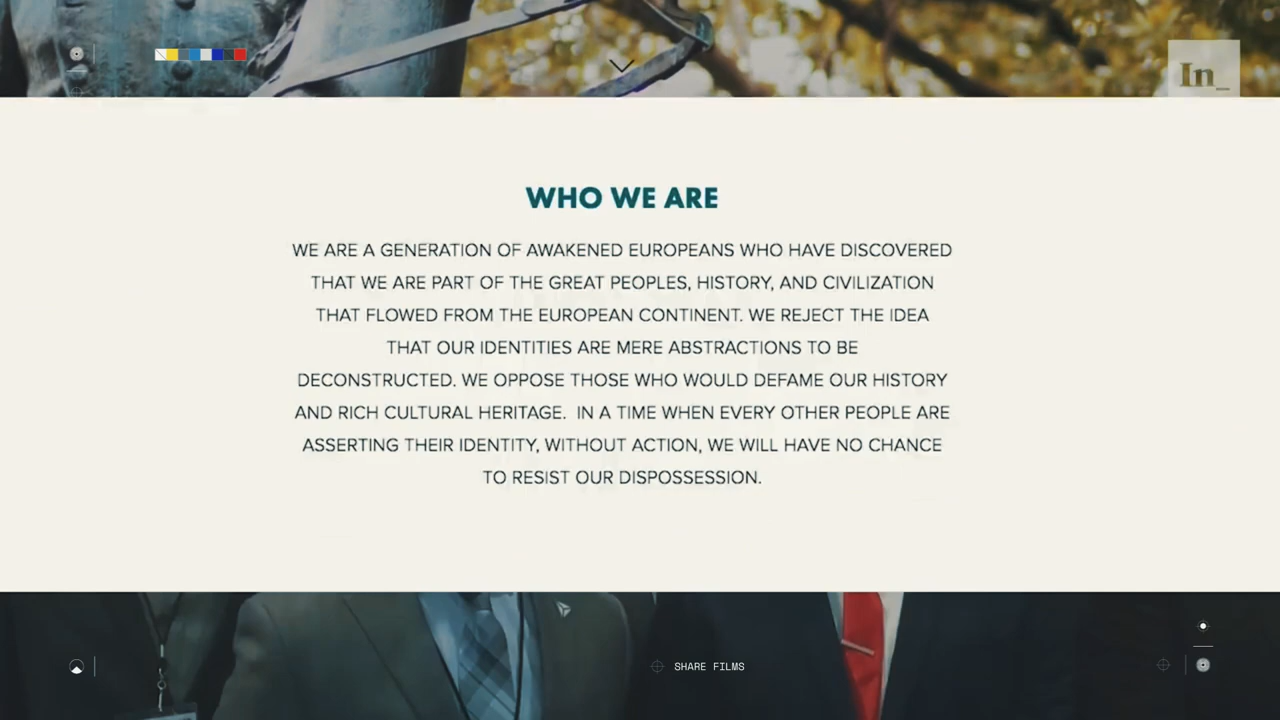 In_
WHO WE ARE
WE ARE A GENERATION OF AWAKENED EUROPEANS WHO HAVE DISCOVERED
THAT WE ARE PART OF THE GREAT PEOPLES, HISTORY, AND CIVILIZATION
THAT FLOWED FROM THE EUROPEAN CONTINENT. WE REJECT THE IDEA
THAT OUR IDENTITIES ARE MERE ABSTRACTIONS TO BE
DECONSTRUCTED. WE OPPOSE THOSE WHO WOULD DEFAME OUR HISTORY
AND RICH CULTURAL HERITAGE.  IN A TIME WHEN EVERY OTHER PEOPLE ARE
ASSERTING THEIR IDENTITY, WITHOUT ACTION, WE WILL HAVE NO CHANCE
TO RESIST OUR DISPOSSESSION.
SHARE FILMS